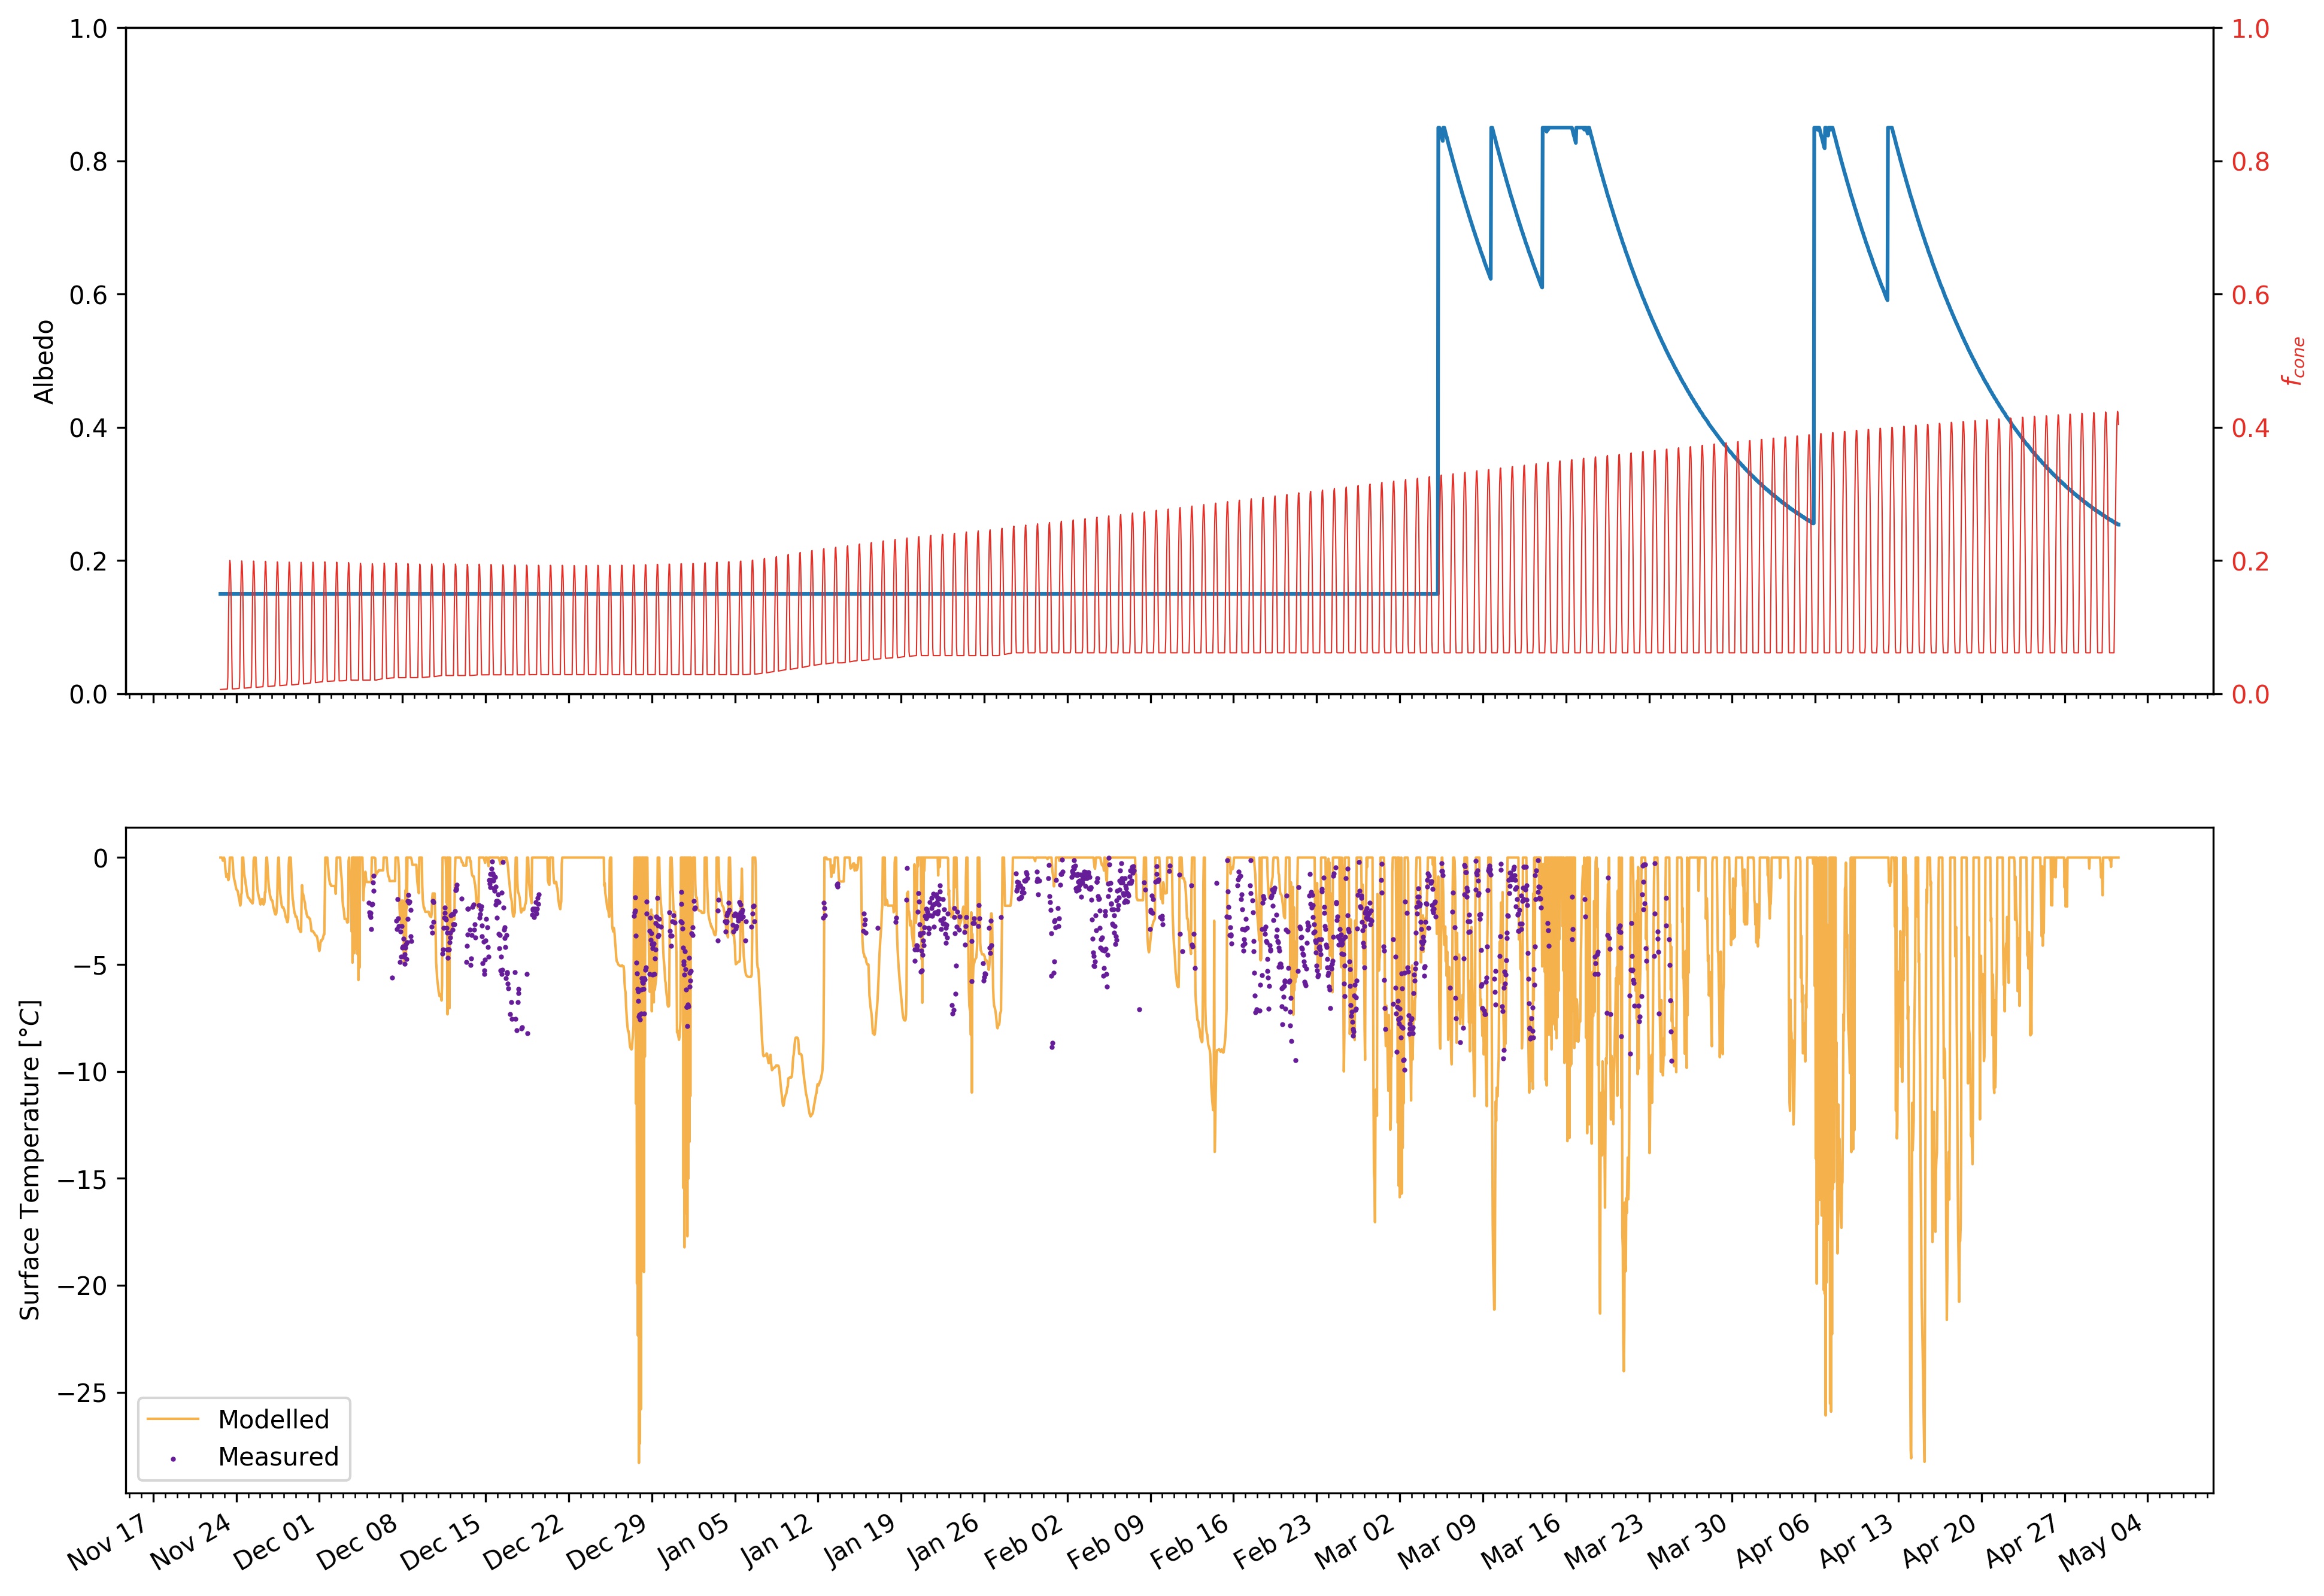 1.0
0.8
0.6
0.4
0.2
0.0
Albedo
1.0
0.8
0.6
0.4
0.2
0.0
f_cone
0
−5
−10
−15
−20
−25
Surface Temperature [°C]
Modelled
Measured
Nov 17
Nov 24
Dec 01
Dec 08
Dec 15
Dec 22
Dec 29
Jan 05
Jan 12
Jan 19
Jan 26
Feb 02
Feb 09
Feb 16
Feb 23
Mar 02
Mar 09
Mar 16
Mar 23
Mar 30
Apr 06
Apr 13
Apr 20
Apr 27
May 04